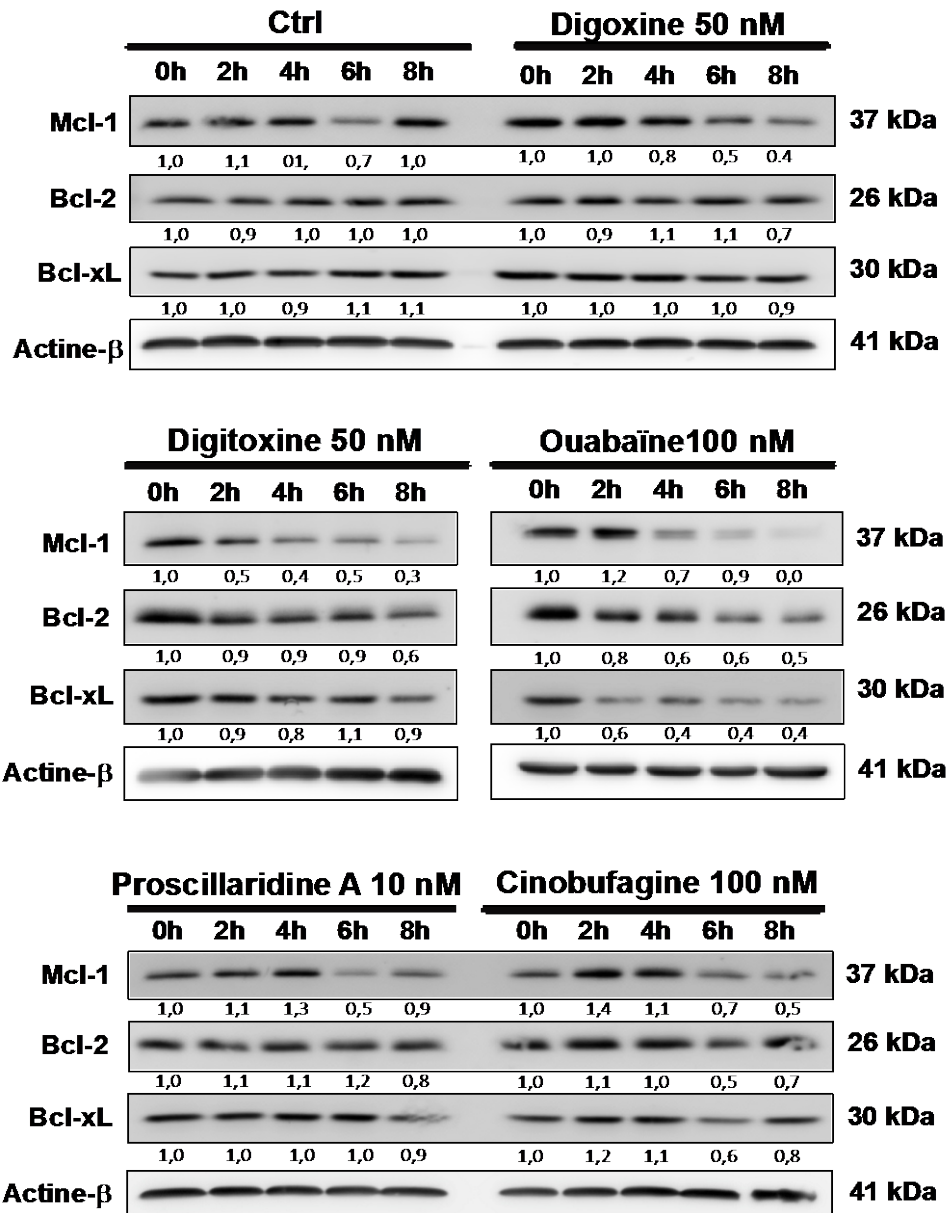 Ctrl Digoxine 50 nM
0h 2h 4h 6h 8h 0h 2h 4h 6h 8h
Mcl-1 37 kDa
1,0 1,1 01, 0,7 1,0 1,0 1,0 0,8 0,5 0.4
Bcl-2 26 kDa
1,0 0,9 1,0 1,0 1,0 1,0 0,9 1,1 1,1 0,7
Bcl-xL 30 kDa
1,0 1,0 0,9 1,1 1,1 1,0 1,0 1,0 1,0 0,9
Actine-β 41 kDa
Digitoxine 50 nM Ouabaïne100 nM
0h 2h 4h 6h 8h 0h 2h 4h 6h 8h
Mcl-1 37 kDa
1,0 0,5 0,4 0,5 0,3 1,0 1,2 0,7 0,9 0,0
Bcl-2 26 kDa
1,0 0,9 0,9 0,9 0,6 1,0 0,8 0,6 0,6 0,5
Bcl-xL 30 kDa
1,0 0,9 0,8 1,1 0,9 1,0 0,6 0,4 0,4 0,4
Actine-β 41 kDa
Proscillaridine A 10 nM Cinobufagine 100 nM
0h 2h 4h 6h 8h 0h 2h 4h 6h 8h
Mcl-1 37 kDa
1,0 1,1 1,3 0,5 0,9 1,0 1,4 1,1 0,7 0,5
Bcl-2 26 kDa
1,0 1,1 1,1 1,2 0,8 1,0 1,1 1,0 0,5 0,7
Bcl-xL 30 kDa
1,0 1,0 1,0 1,0 0,9 1,0 1,2 1,1 0,6 0,8
Actine-β 41 kDa